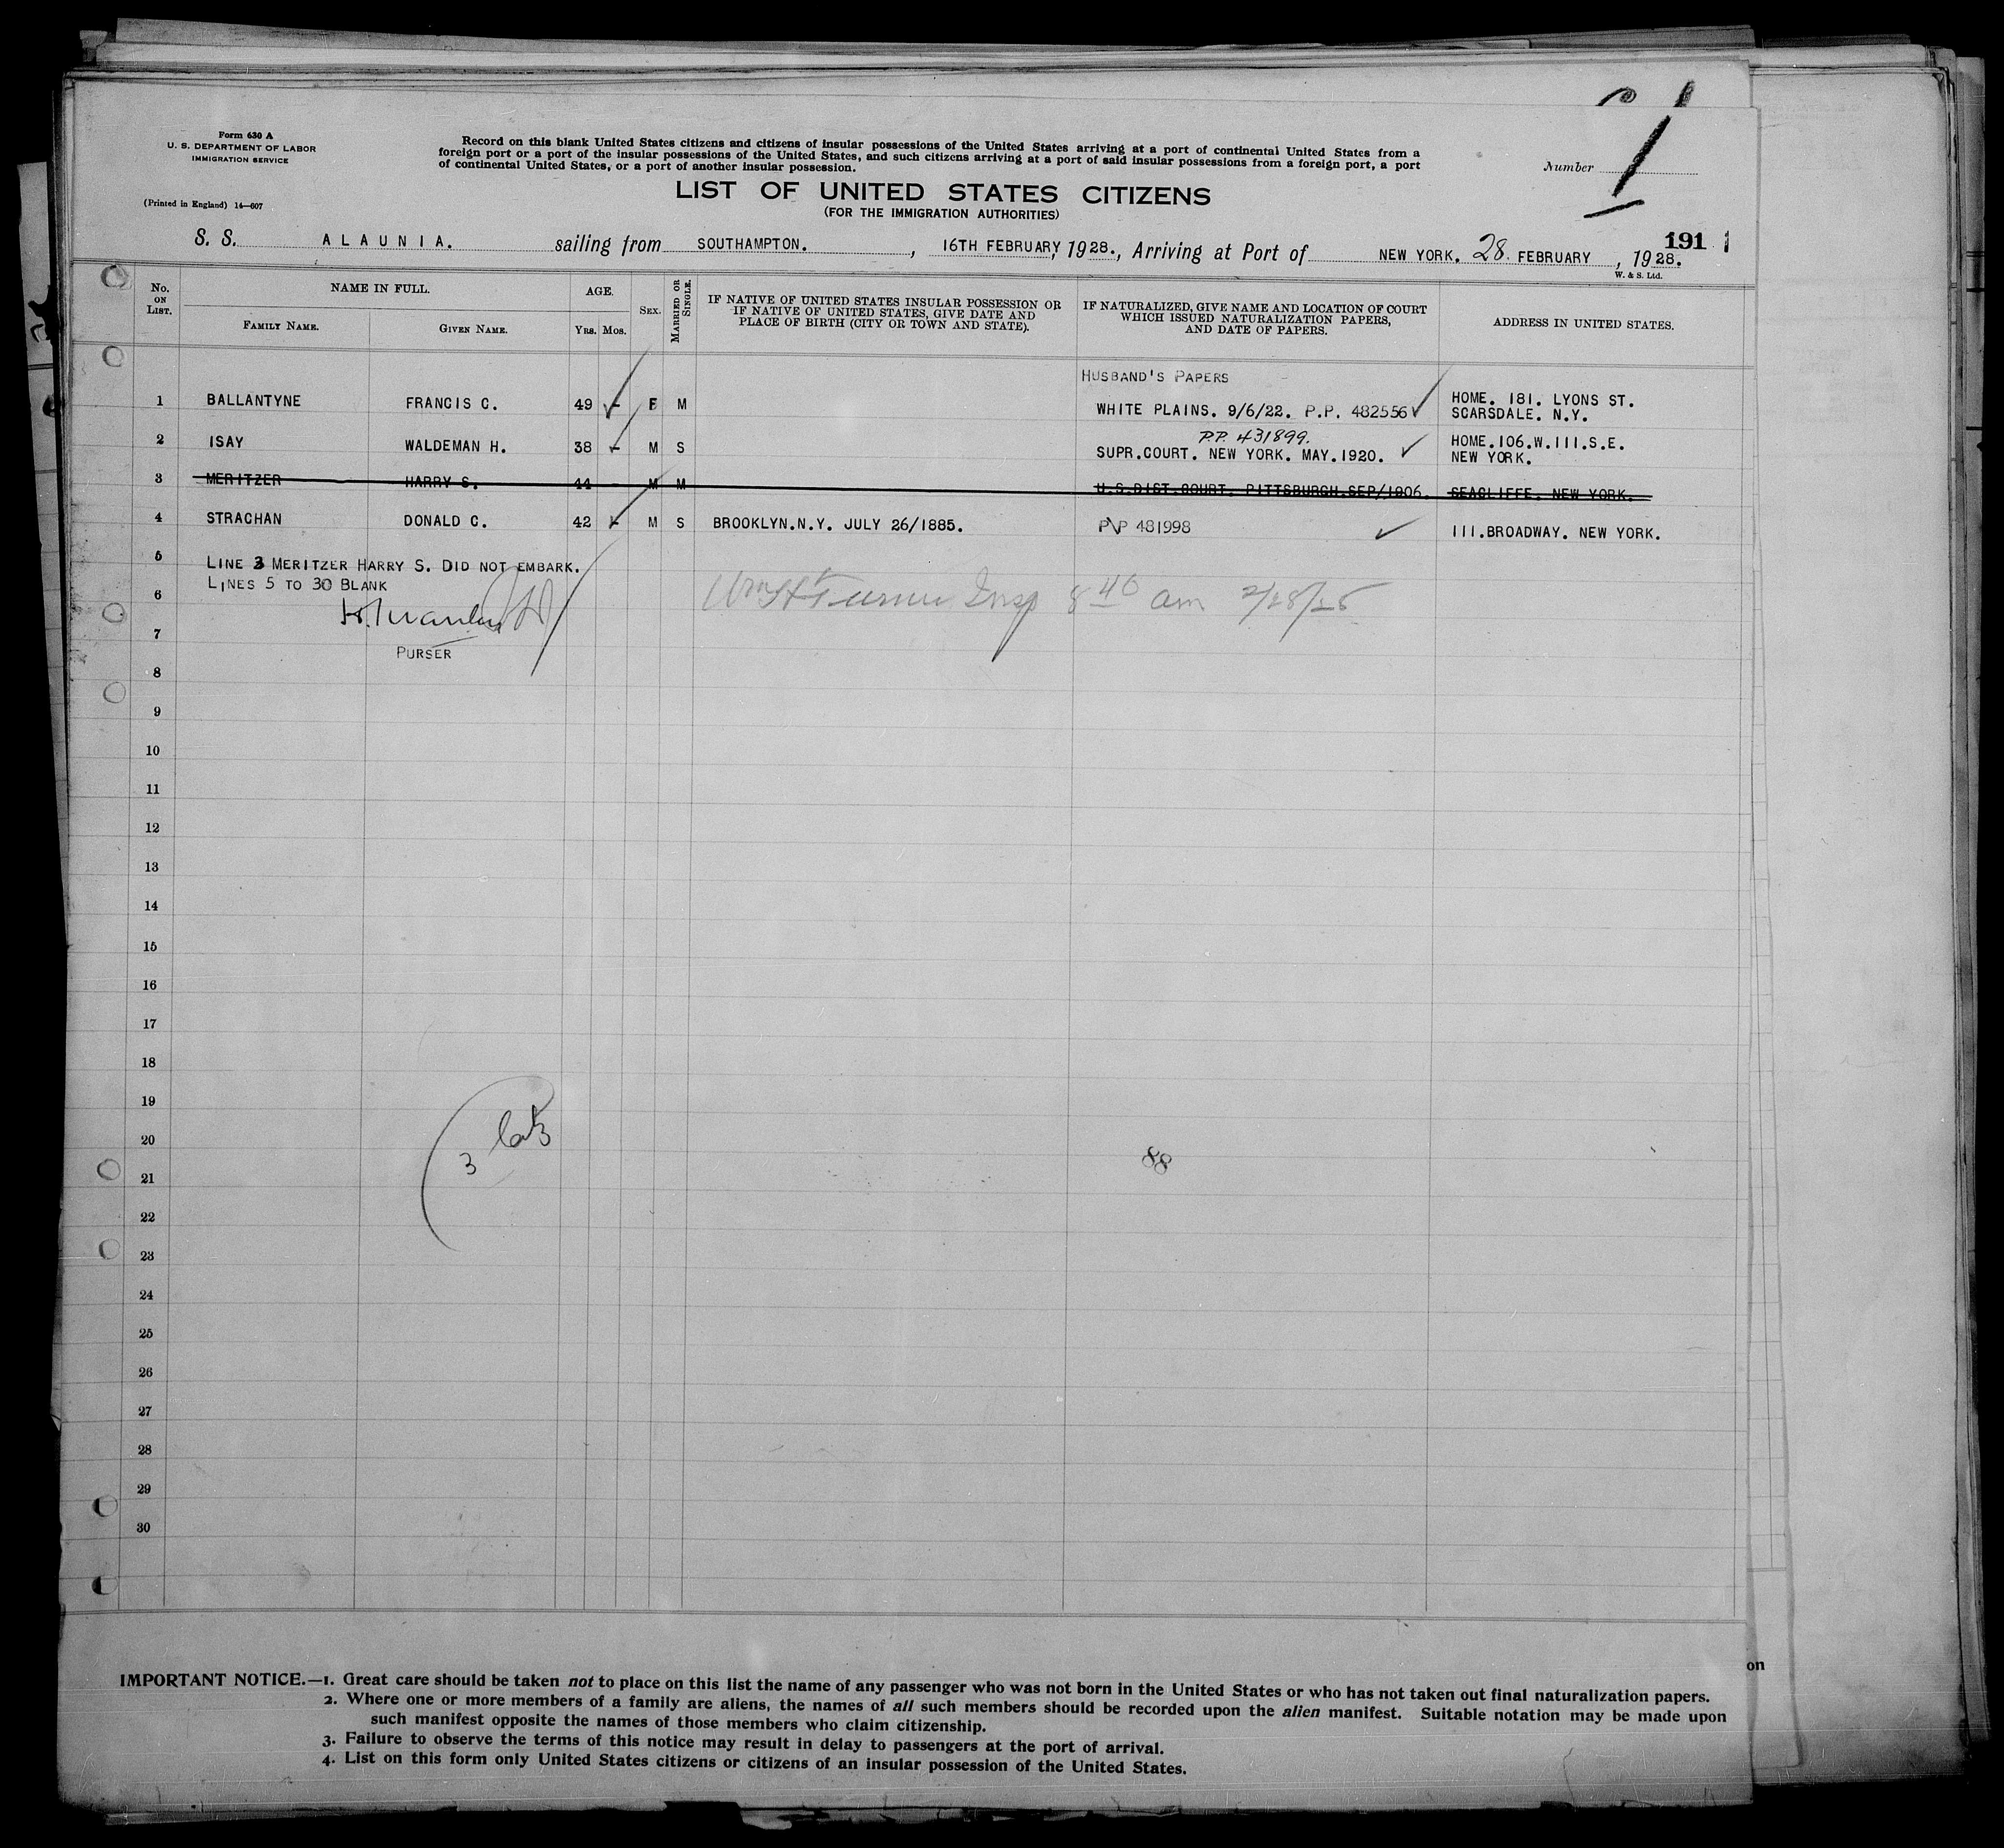 Form 630 A
U. S. DEPARTMENT OF LABOR
IMMIGRATION SERVICE
(Printed in England) 14—607
Record on this blank United States citizens and citizens of insular possessions of the United States arriving at a port of continental United States from a
foreign port or a port of the insular possessions of the United States, and such citizens arriving at a port of said insular possessions from a foreign port, a port
of continental United States, or a port of another insular possession.
Number 1
LIST OF UNITED STATES CITIZENS
(FOR THE IMMIGRATION AUTHORITIES)
191
S. S. ALAUNIA. sailing from SOUTHAMPTON. , 16TH FEBRUARY, 1928., Arriving at Port of NEW YORK. 28. FEBRUARY , 1928.
W. & S. Ltd.
No. ON LIST. NAME IN FULL. AGE. SEX. MARRIED OR SINGLE. IF NATIVE OF UNITED STATES INSULAR POSSESSION OR IF NATIVE OF UNITED STATES, GIVE DATE AND PLACE OF BIRTH (CITY OR TOWN AND STATE). IF NATURALIZED, GIVE NAME AND LOCATION OF COURT WHICH ISSUED NATURALIZATION PAPERS, AND DATE OF PAPERS. ADDRESS IN UNITED STATES.
FAMILY NAME. GIVEN NAME. YRS. MOS.
HUSBAND'S PAPERS
1 BALLANTYNE FRANCIS C. 49 - F M WHITE PLAINS. 9/6/22. P.P. 482556 HOME. 181. LYONS ST.
SCARSDALE. N.Y.
P.P. 431899.
2 ISAY WALDEMAN H. 38 - M S SUPR.COURT. NEW YORK. MAY.1920. HOME.106.W.111.S.E.
NEW YORK.
3 MERITZER HARRY S. 44 - M M U.S.DIST.COURT. PITTSBURGH.SEP/1906. SEACLIFFE. NEW YORK.
4 STRACHAN DONALD C. 42 - M S BROOKLYN.N.Y. JULY 26/1885. P.P 481998 111.BROADWAY. NEW YORK.
5 LINE 3 MERITZER HARRY S. DID NOT EMBARK.
LINES 5 TO 30 BLANK
6 Insp 8 40 am 2/28/28
7
PURSER
8
9
10
11
12
13
14
15
16
17
18
19
20
3
88
21
22
23
24
25
26
27
28
29
30
on
IMPORTANT NOTICE.—1. Great care should be taken not to place on this list the name of any passenger who was not born in the United States or who has not taken out final naturalization papers.
2. Where one or more members of a family are aliens, the names of all such members should be recorded upon the alien manifest. Suitable notation may be made upon
such manifest opposite the names of those members who claim citizenship.
3. Failure to observe the terms of this notice may result in delay to passengers at the port of arrival.
4. List on this form only United States citizens or citizens of an insular possession of the United States.